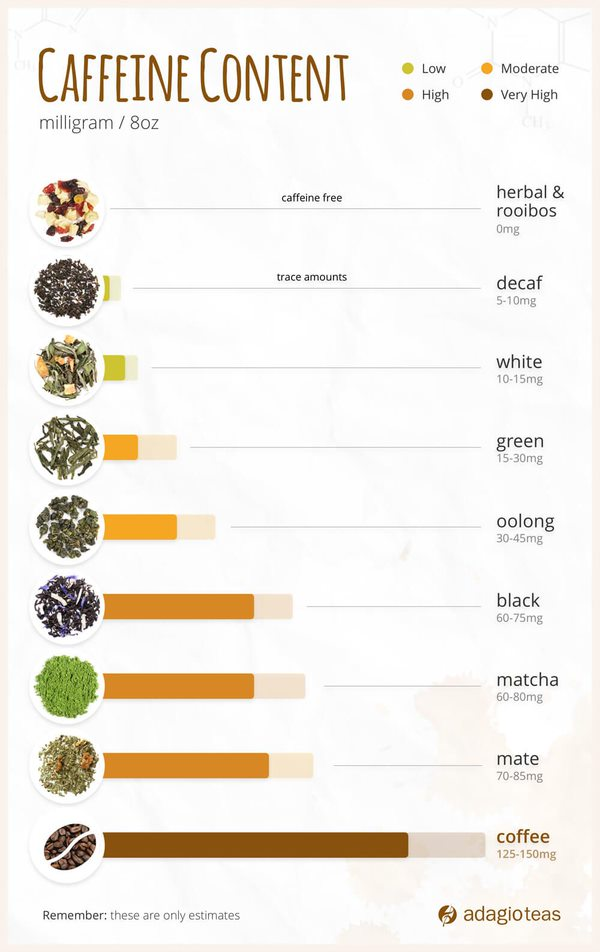 CAFFEINE CONTENT
milligram / 8oz
Low
Moderate
High
Very High
caffeine free
herbal &
rooibos
0mg
trace amounts
decaf
5-10mg
white
10-15mg
green
15-30mg
oolong
30-45mg
black
60-75mg
matcha
60-80mg
mate
70-85mg
coffee
125-150mg
Remember: these are only estimates
adagioteas